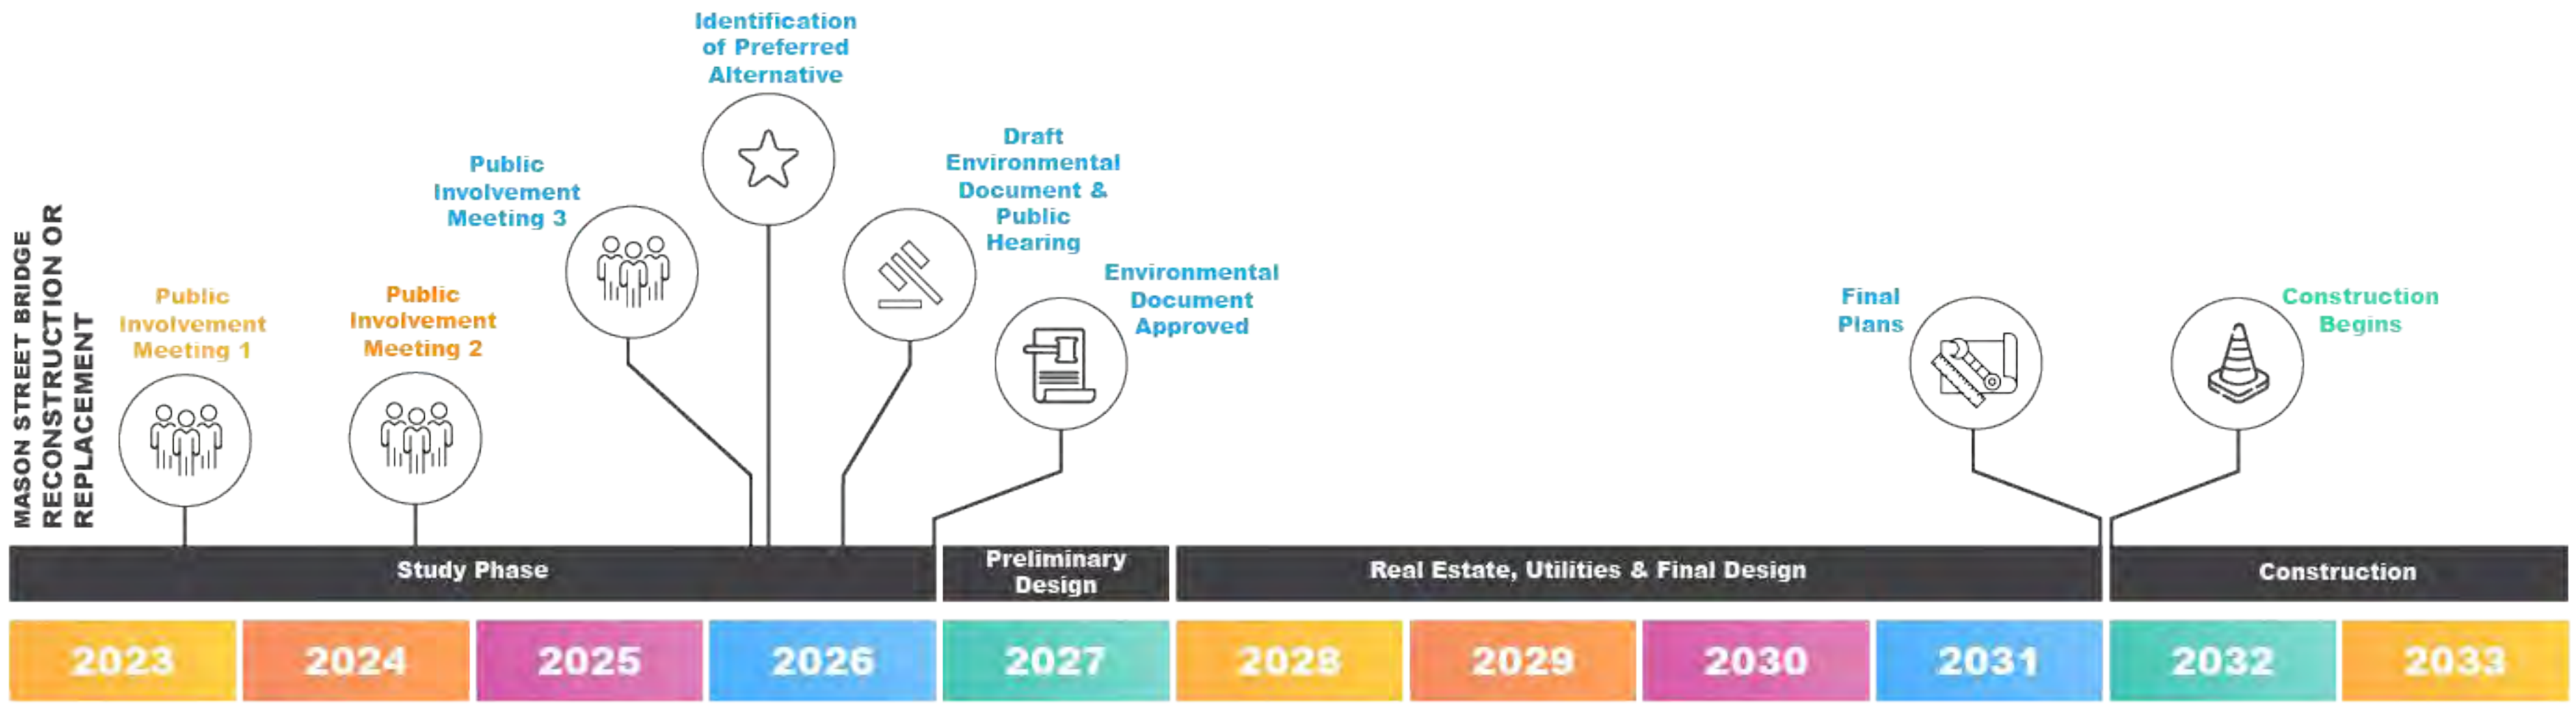 MASON STREET BRIDGE
RECONSTRUCTION OR
REPLACEMENT
Public
Involvement
Meeting 1
Public
Involvement
Meeting 2
Public
Involvement
Meeting 3
Identification
of Preferred
Alternative
Draft
Environmental
Document &
Public
Hearing
Environmental
Document
Approved
Final
Plans
Construction
Begins
Study Phase
Preliminary
Design
Real Estate, Utilities & Final Design
Construction
2023
2024
2025
2026
2027
2028
2029
2030
2031
2032
2033